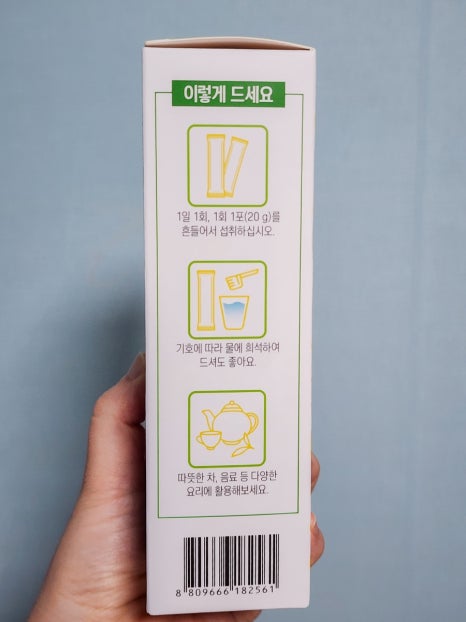 이렇게 드세요
1일 1회, 1회 1포(20 g)를
흔들어서 섭취하십시오.
기호에 따라 물에 희석하여
드셔도 좋아요.
따뜻한 차, 음료 등 다양한
요리에 활용해보세요.
8 809666 182561